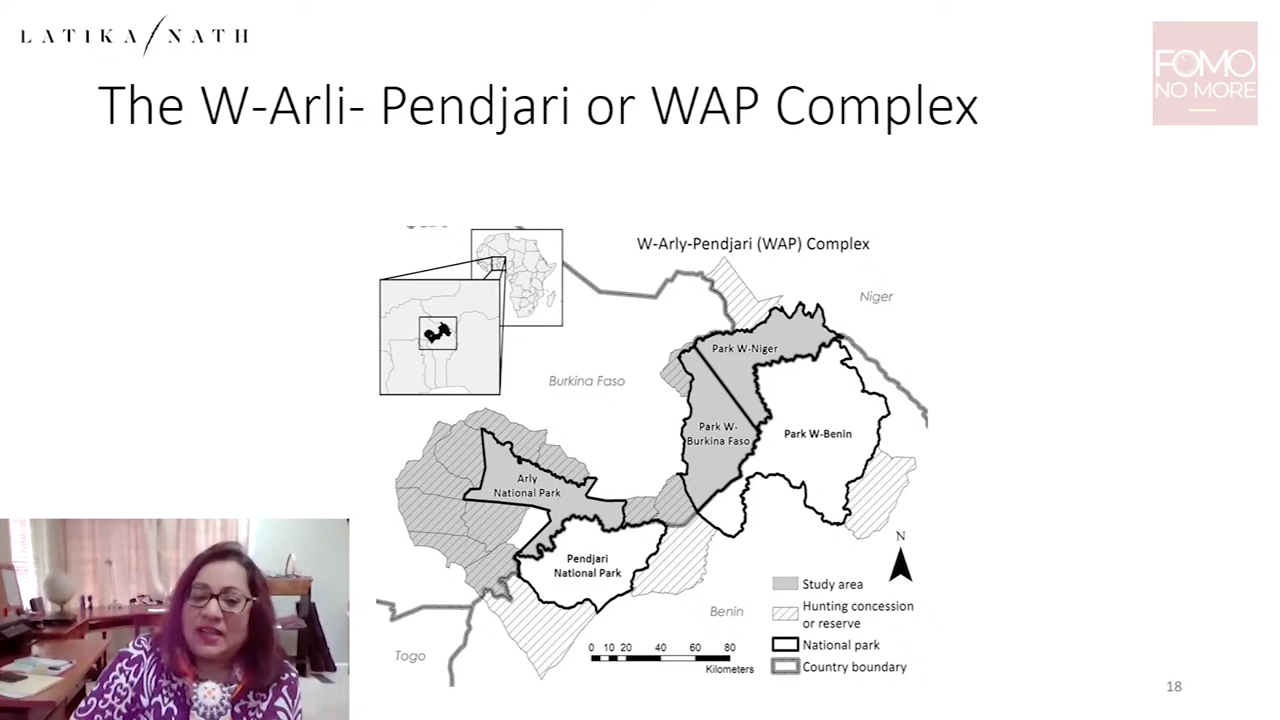 LATIKA/NATH
FOMO
NO MORE
The W-Arli- Pendjari or WAP Complex
W-Arly-Pendjari (WAP) Complex
Niger
Park W-Niger
Burkina Faso
Park W-
Burkina Faso
Park W-Benin
Arly
National Park
Pendjari
National Park
N
Study area
Hunting concession
or reserve
National park
Country boundary
Benin
Togo
0 10 20 40 60 80
Kilometers
18